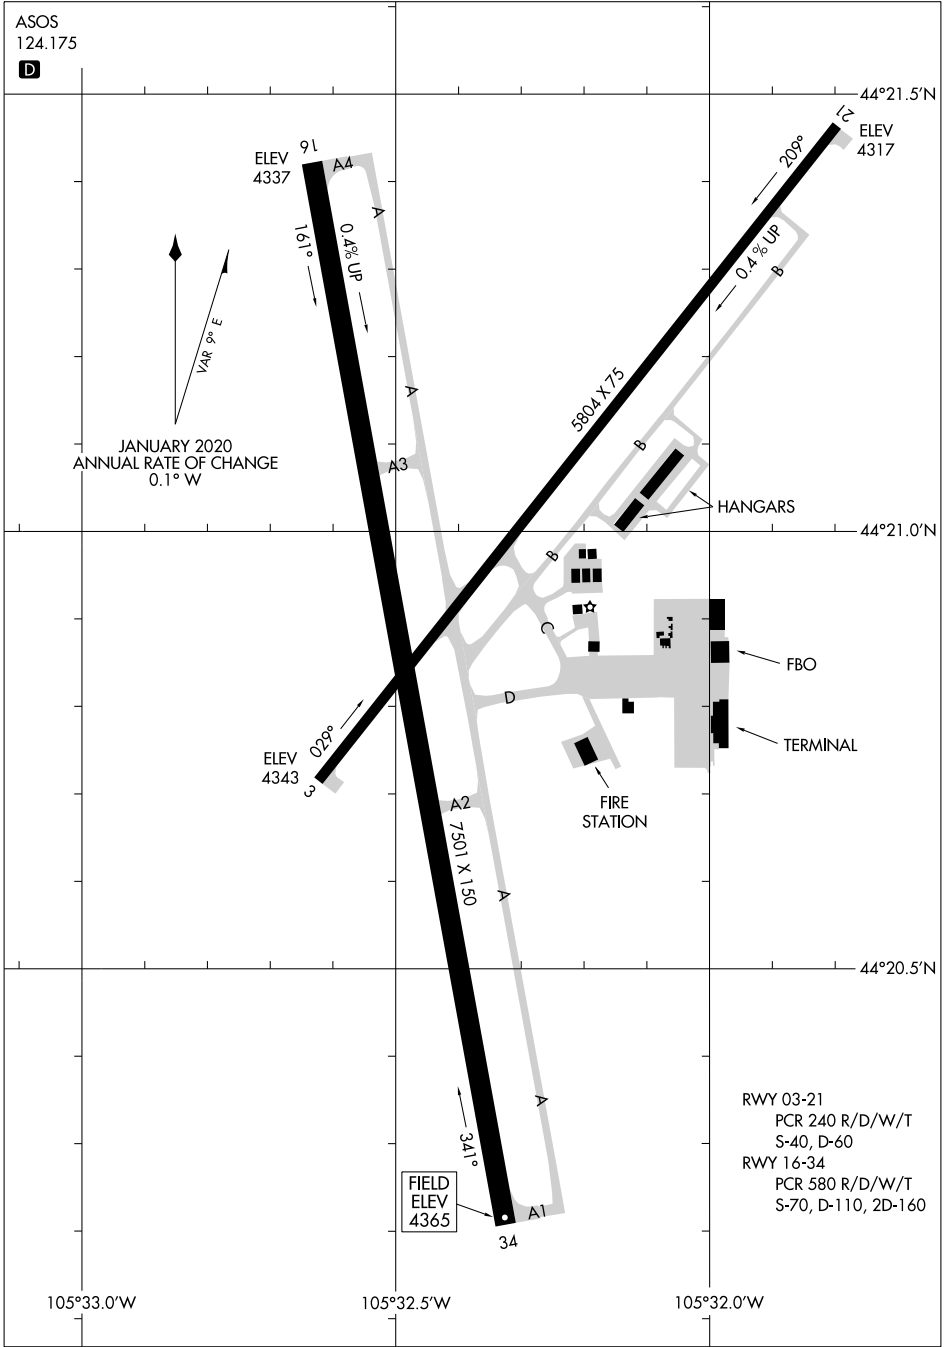 ASOS
124.175
D
44°21.5'N
21
ELEV
4317
209°
0.4% UP
B
16
ELEV
4337
A4
A
161°
0.4% UP
VAR 9° E
JANUARY 2020
ANNUAL RATE OF CHANGE
0.1° W
A
A3
5804 X 75
B
HANGARS
44°21.0'N
B
C
D
FBO
TERMINAL
FIRE
STATION
029°
ELEV
4343
3
A2
7501 X 150
A
44°20.5'N
A
341°
FIELD
ELEV
4365
A1
34
RWY 03-21
PCR 240 R/D/W/T
S-40, D-60
RWY 16-34
PCR 580 R/D/W/T
S-70, D-110, 2D-160
105°33.0'W
105°32.5'W
105°32.0'W